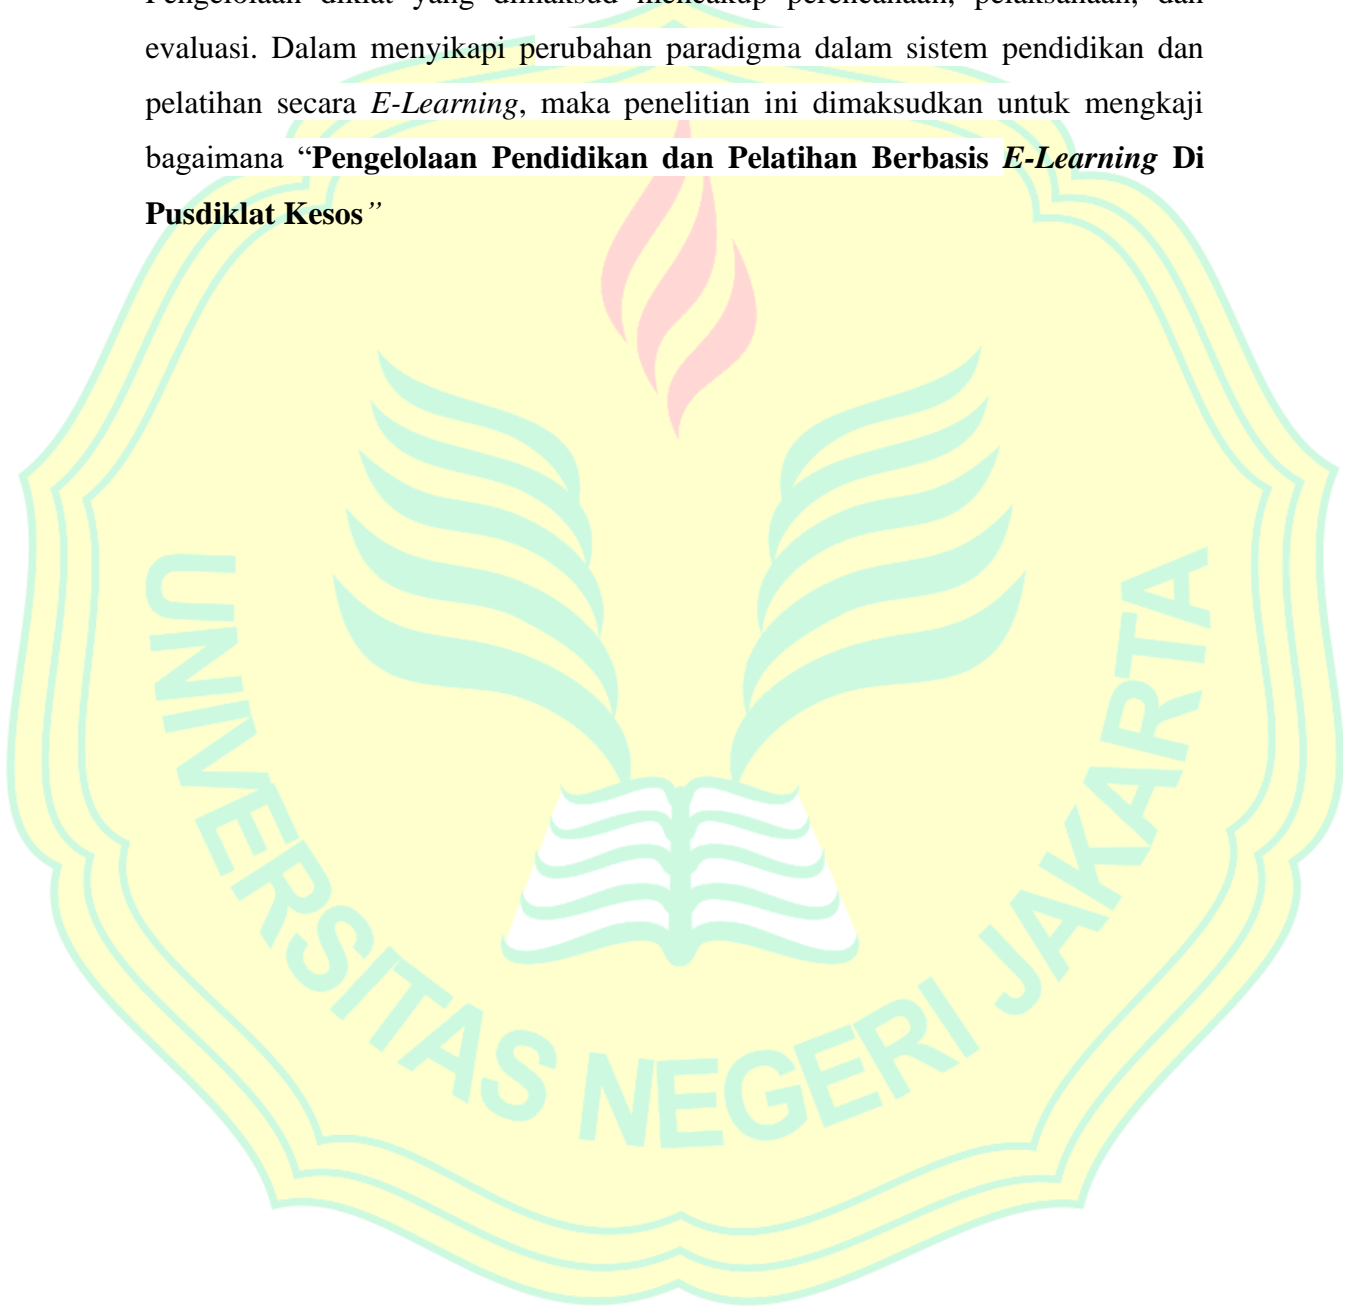 Pengelolaan diklat yang dimaksud mencakup perencanaan, pelaksanaan, dan
evaluasi. Dalam menyikapi perubahan paradigma dalam sistem pendidikan dan
pelatihan secara E-Learning, maka penelitian ini dimaksudkan untuk mengkaji
bagaimana “Pengelolaan Pendidikan dan Pelatihan Berbasis E-Learning Di
Pusdiklat Kesos”
UNIVERSITAS NEGERI JAKARTA